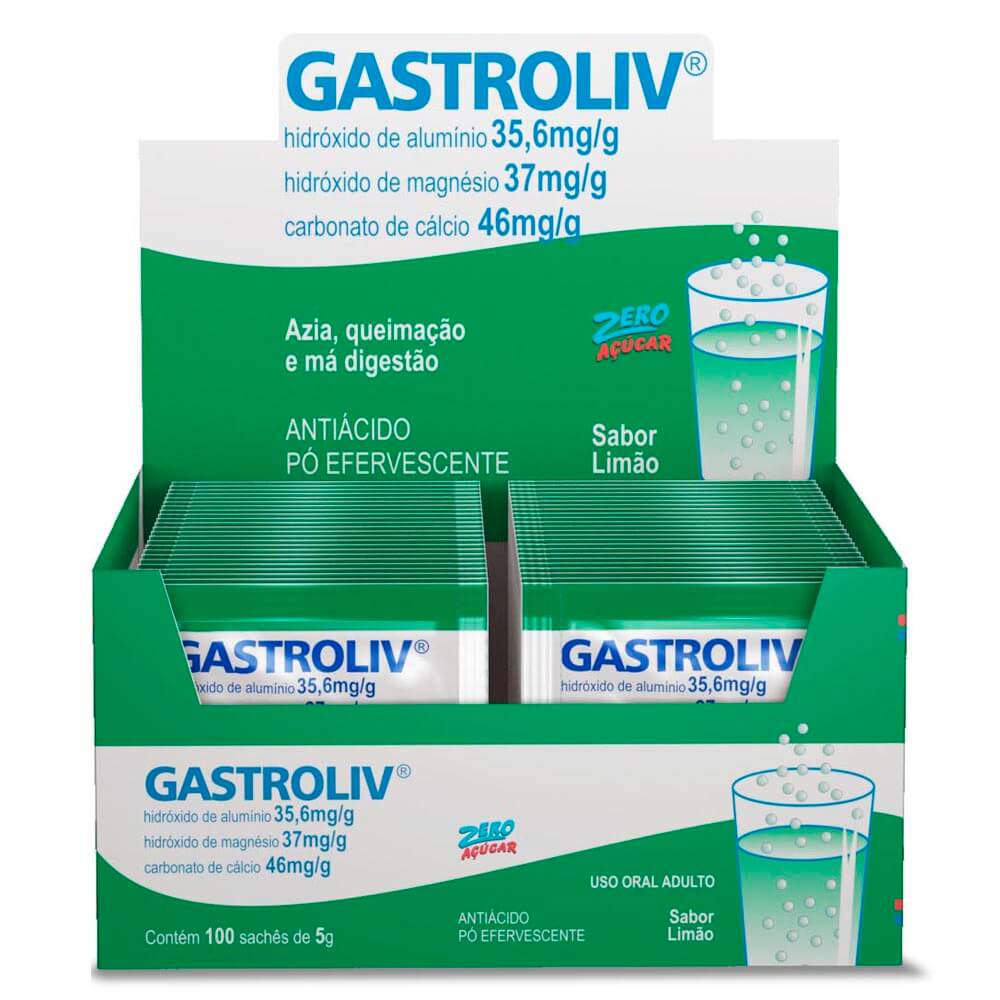 GASTROLIV®
hidróxido de alumínio 35,6mg/g
hidróxido de magnésio 37mg/g
carbonato de cálcio 46mg/g
Azia, queimação
e má digestão
ZERO
AÇÚCAR
ANTIÁCIDO
PÓ EFERVESCENTE
Sabor
Limão
GASTROLIV®
óxido de alumínio 35,6mg/g
GASTROLIV
hidróxido de alumínio 35,6mg/g
GASTROLIV®
hidróxido de alumínio 35,6mg/g
hidróxido de magnésio 37mg/g
carbonato de cálcio 46mg/g
ZERO
AÇÚCAR
USO ORAL ADULTO
Contém 100 sachês de 5g
ANTIÁCIDO
PÓ EFERVESCENTE
Sabor
Limão